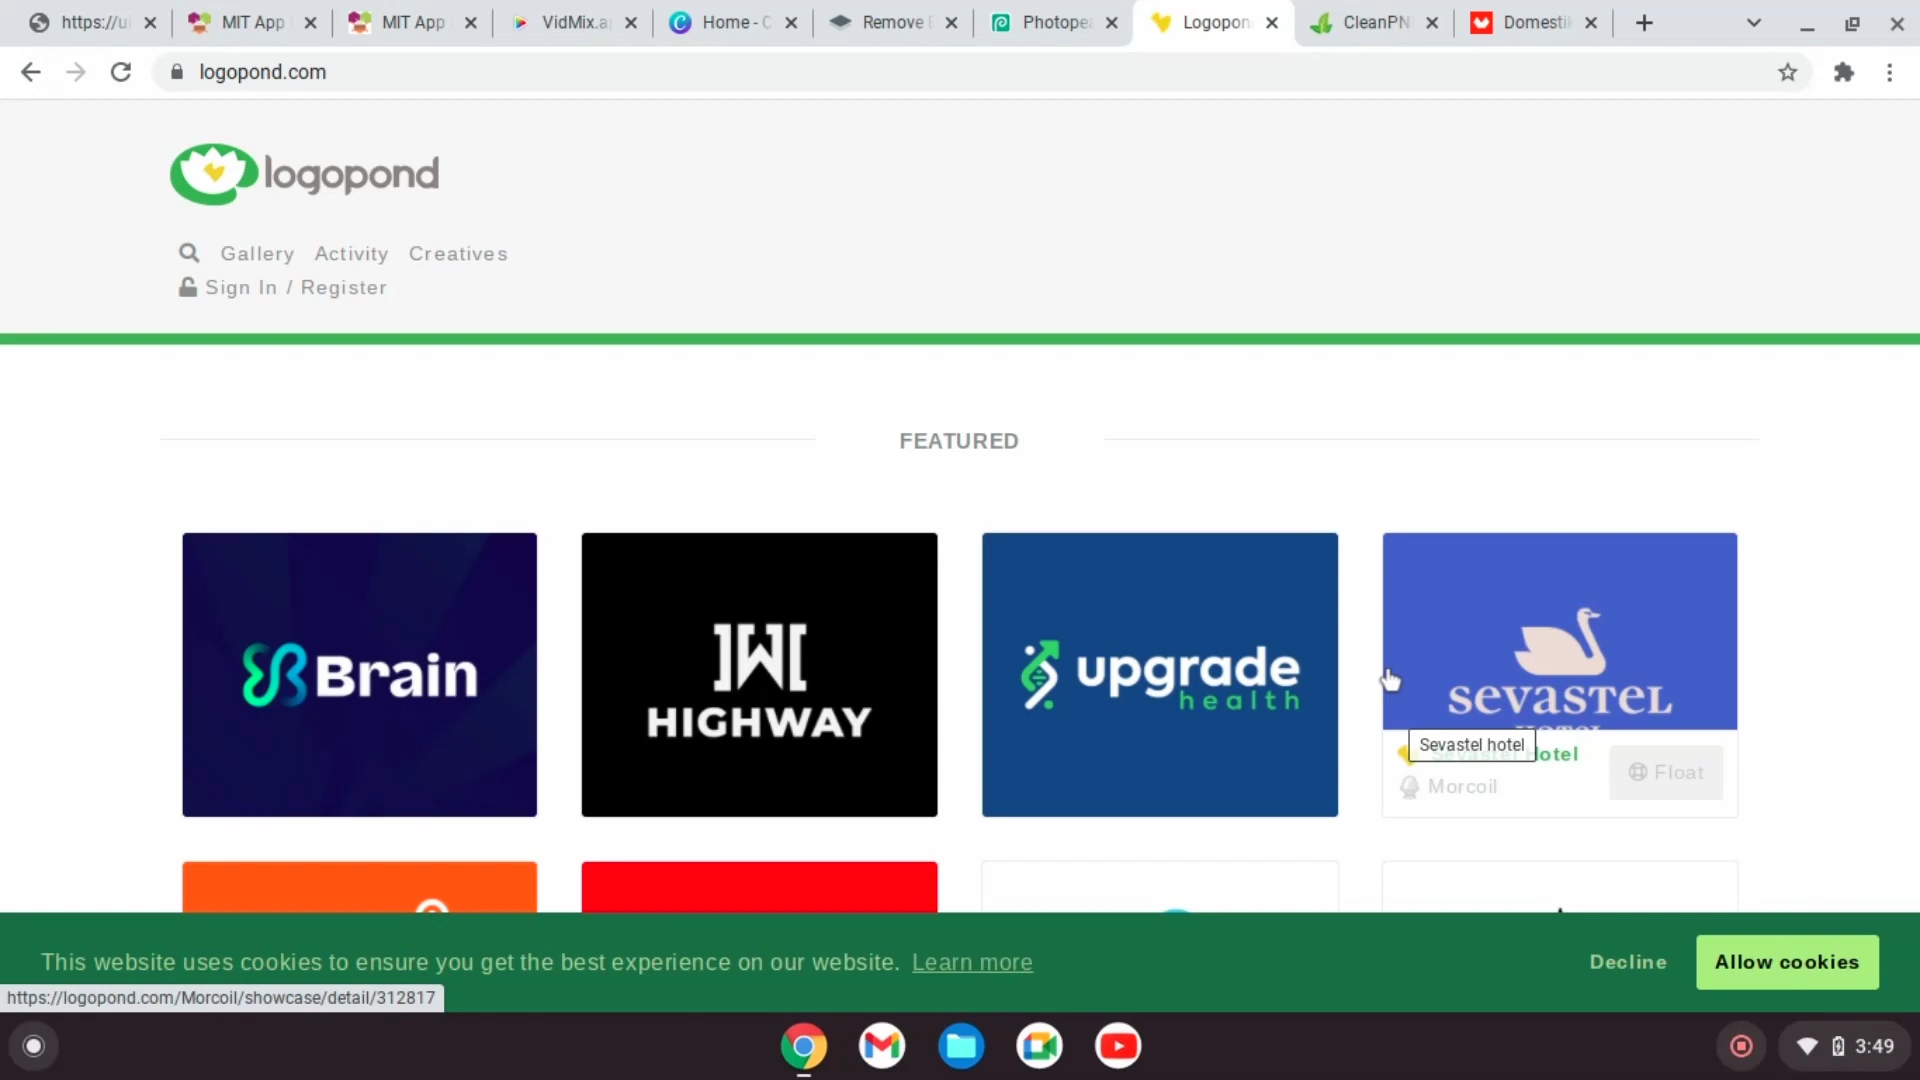 https://ui
MIT App
MIT App
VidMix.a
Home - C
Remove
Photopea
Logopon
CleanPN
Domesti
logopond.com
logopond
Gallery Activity Creatives
Sign In / Register
FEATURED
Brain
HIGHWAY
upgrade
health
sevastel
Sevastel hotel
Hotel
Morcoil
Float
This website uses cookies to ensure you get the best experience on our website. Learn more
Decline
Allow cookies
https://logopond.com/Morcoil/showcase/detail/312817
3:49